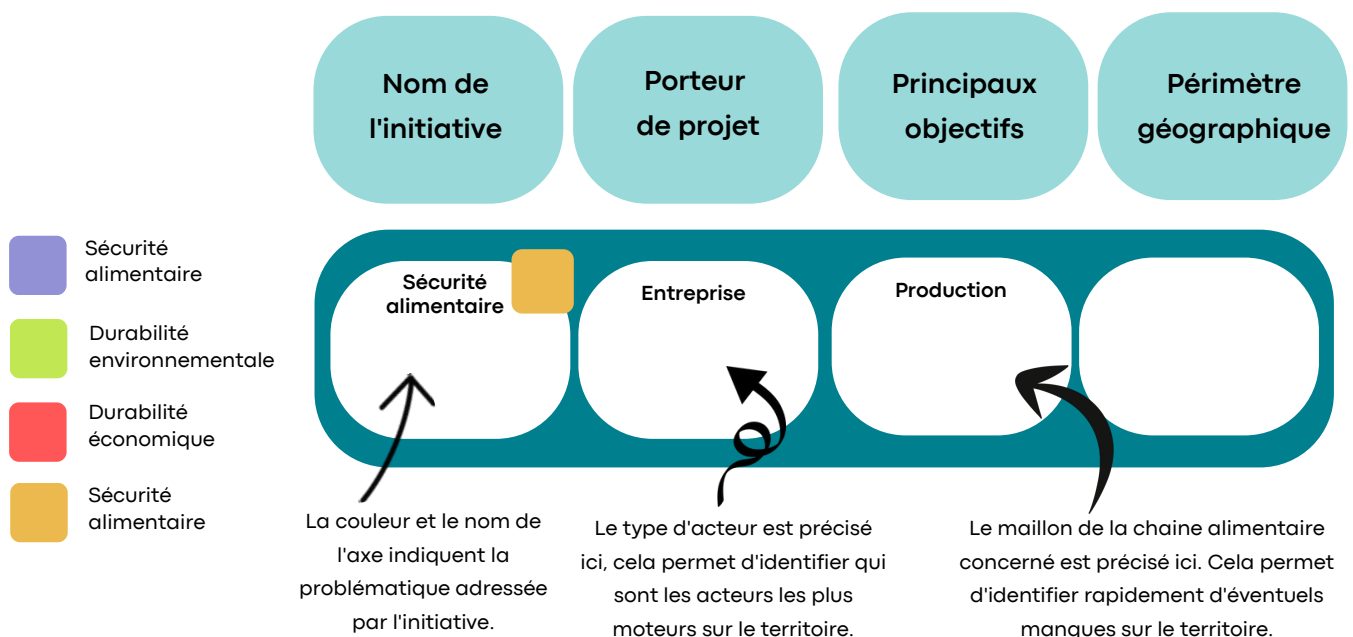 Nom de
l'initiative
Porteur
de projet
Principaux
objectifs
Périmètre
géographique
Sécurité
alimentaire
Durabilité
environnementale
Durabilité
économique
Sécurité
alimentaire
Sécurité
alimentaire
Entreprise
Production
La couleur et le nom de
l'axe indiquent la
problématique adressée
par l'initiative.
Le type d'acteur est précisé
ici, cela permet d'identifier qui
sont les acteurs les plus
moteurs sur le territoire.
Le maillon de la chaine alimentaire
concerné est précisé ici. Cela permet
d'identifier rapidement d'éventuels
manques sur le territoire.